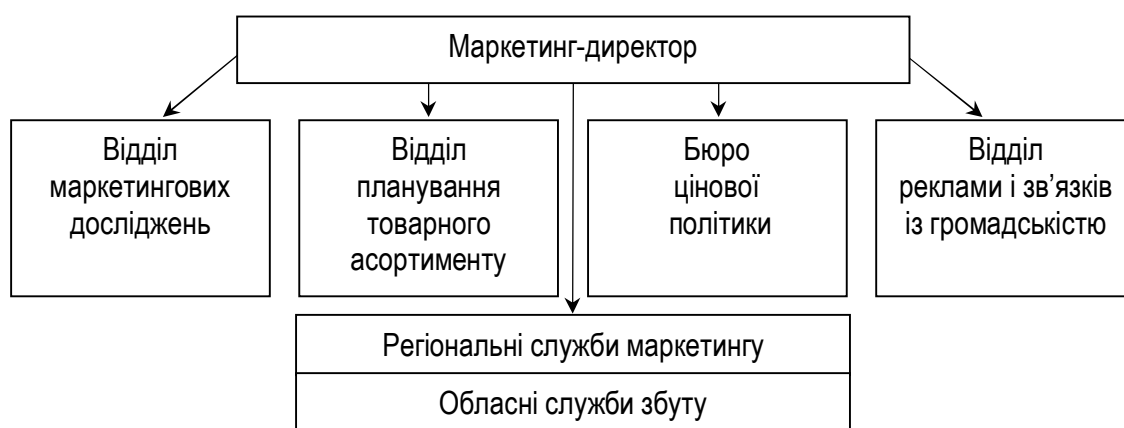 Маркетинг-директор
Відділ
маркетингових
досліджень
Відділ
планування
товарного
асортименту
Бюро
цінової
політики
Відділ
реклами і зв’язків
із громадськістю
Регіональні служби маркетингу
Обласні служби збуту